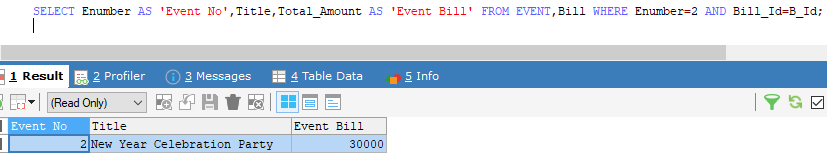 SELECT Enumber AS 'Event No',Title,Total_Amount AS 'Event Bill' FROM EVENT,Bill WHERE Enumber=2 AND Bill_Id=B_Id;
1 Result 2 Profiler 3 Messages 4 Table Data 5 Info
(Read Only)
Event No Title Event Bill
2 New Year Celebration Party 30000